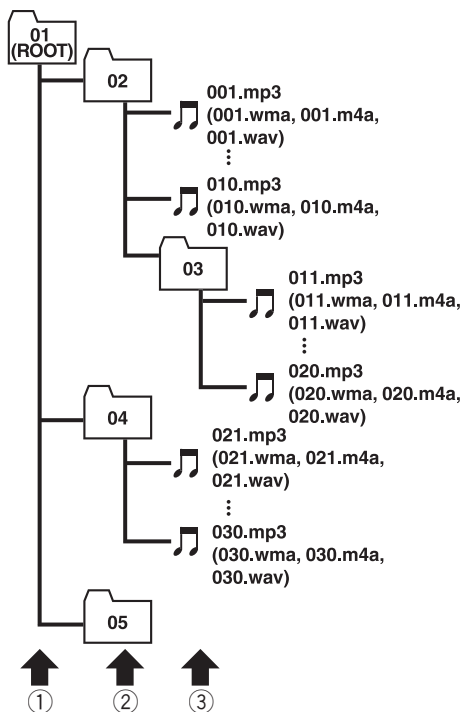 01
(ROOT)
02
001.mp3
(001.wma, 001.m4a,
001.wav)
010.mp3
(010.wma, 010.m4a,
010.wav)
03
011.mp3
(011.wma, 011.m4a,
011.wav)
020.mp3
(020.wma, 020.m4a,
020.wav)
04
021.mp3
(021.wma, 021.m4a,
021.wav)
030.mp3
(030.wma, 030.m4a,
030.wav)
05
① ② ③